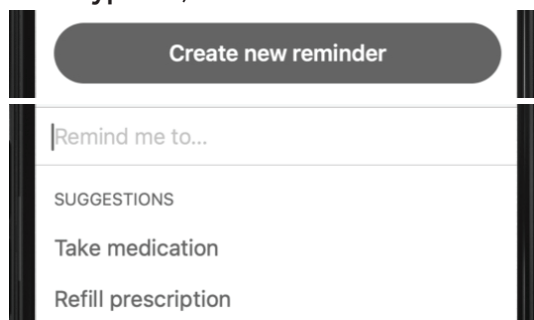 Create new reminder
Remind me to...
SUGGESTIONS
Take medication
Refill prescription